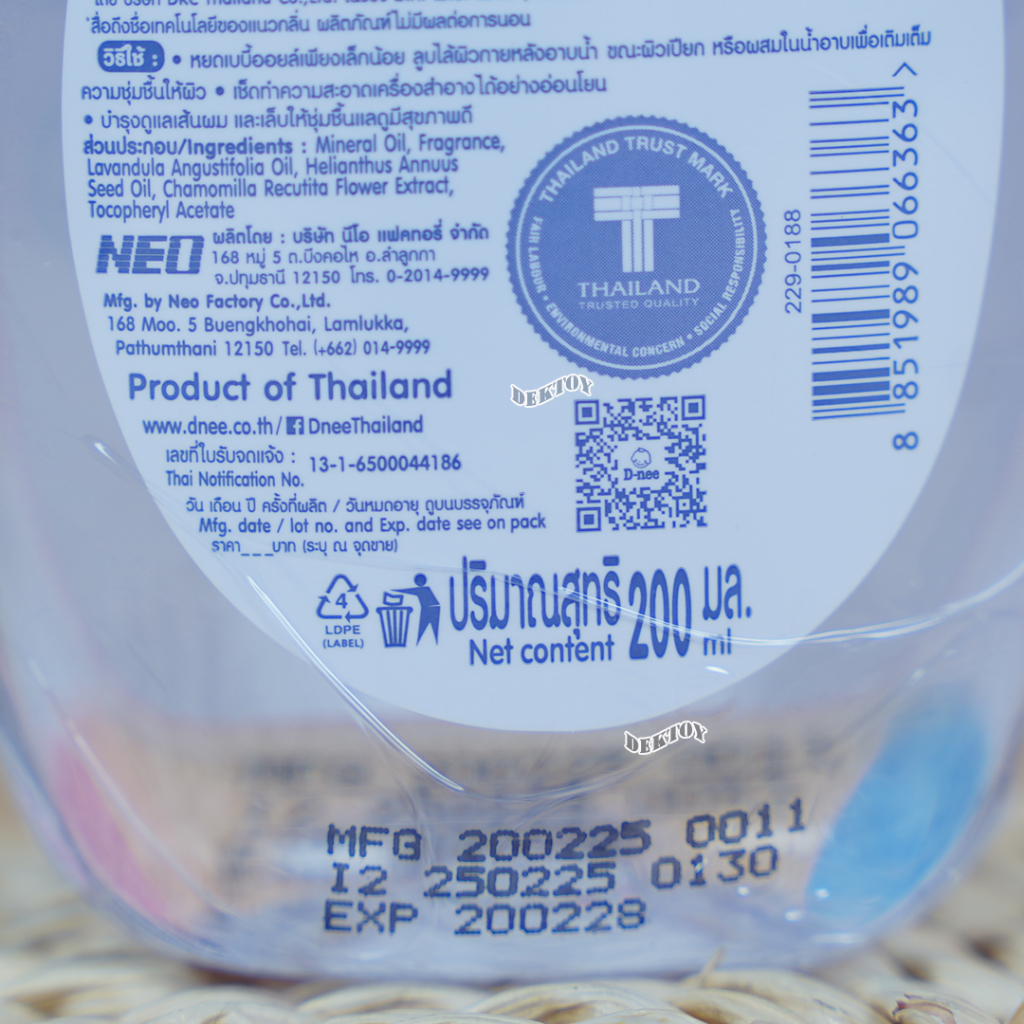 *สื่อถึงชื่อเทคโนโลยีของแนวกลิ่น ผลิตภัณฑ์ไม่มีผลต่อการนอน
วิธีใช้ : • หยดเบบี้ออยล์เพียงเล็กน้อย ลูบไล้ผิวกายหลังอาบน้ำ ขณะผิวเปียก หรือผสมในน้ำอาบเพื่อเติมเต็ม
ความชุ่มชื้นให้ผิว • เช็ดทำความสะอาดเครื่องสำอางได้อย่างอ่อนโยน
• บำรุงดูแลเส้นผม และเล็บให้ชุ่มชื้นแลดูมีสุขภาพดี
ส่วนประกอบ/Ingredients : Mineral Oil, Fragrance,
Lavandula Angustifolia Oil, Helianthus Annuus
Seed Oil, Chamomilla Recutita Flower Extract,
Tocopheryl Acetate
NEO
ผลิตโดย : บริษัท นีโอ แฟคทอรี่ จำกัด
168 หมู่ 5 ต.บึงคอไห อ.ลำลูกกา
จ.ปทุมธานี 12150 โทร. 0-2014-9999
Mfg. by Neo Factory Co.,Ltd.
168 Moo. 5 Buengkhohai, Lamlukka,
Pathumthani 12150 Tel. (+662) 014-9999
Product of Thailand
www.dnee.co.th/ DneeThailand
เลขที่ใบรับจดแจ้ง :
Thai Notification No.
13-1-6500044186
วัน เดือน ปี ครั้งที่ผลิต / วันหมดอายุ ดูบนบรรจุภัณฑ์
Mfg. date / lot no. and Exp. date see on pack
ราคา___บาท (ระบุ ณ จุดขาย)
THAILAND TRUST MARK
T
THAILAND
TRUSTED QUALITY
FAIR LABOUR • ENVIRONMENTAL CONCERN • SOCIAL RESPONSIBILITY
229-0188
8 851989 066363 >
DEKTOY
D-nee
4
LDPE
(LABEL)
ปริมาณสุทธิ 200 มล.
Net content ml
DEKTOY
MFG 200225 0011
I2 250225 0130
EXP 200228